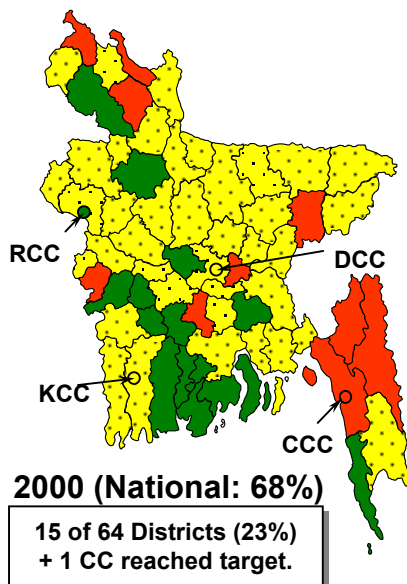 RCC
DCC
KCC
CCC
2000 (National: 68%)
15 of 64 Districts (23%)
+ 1 CC reached target.